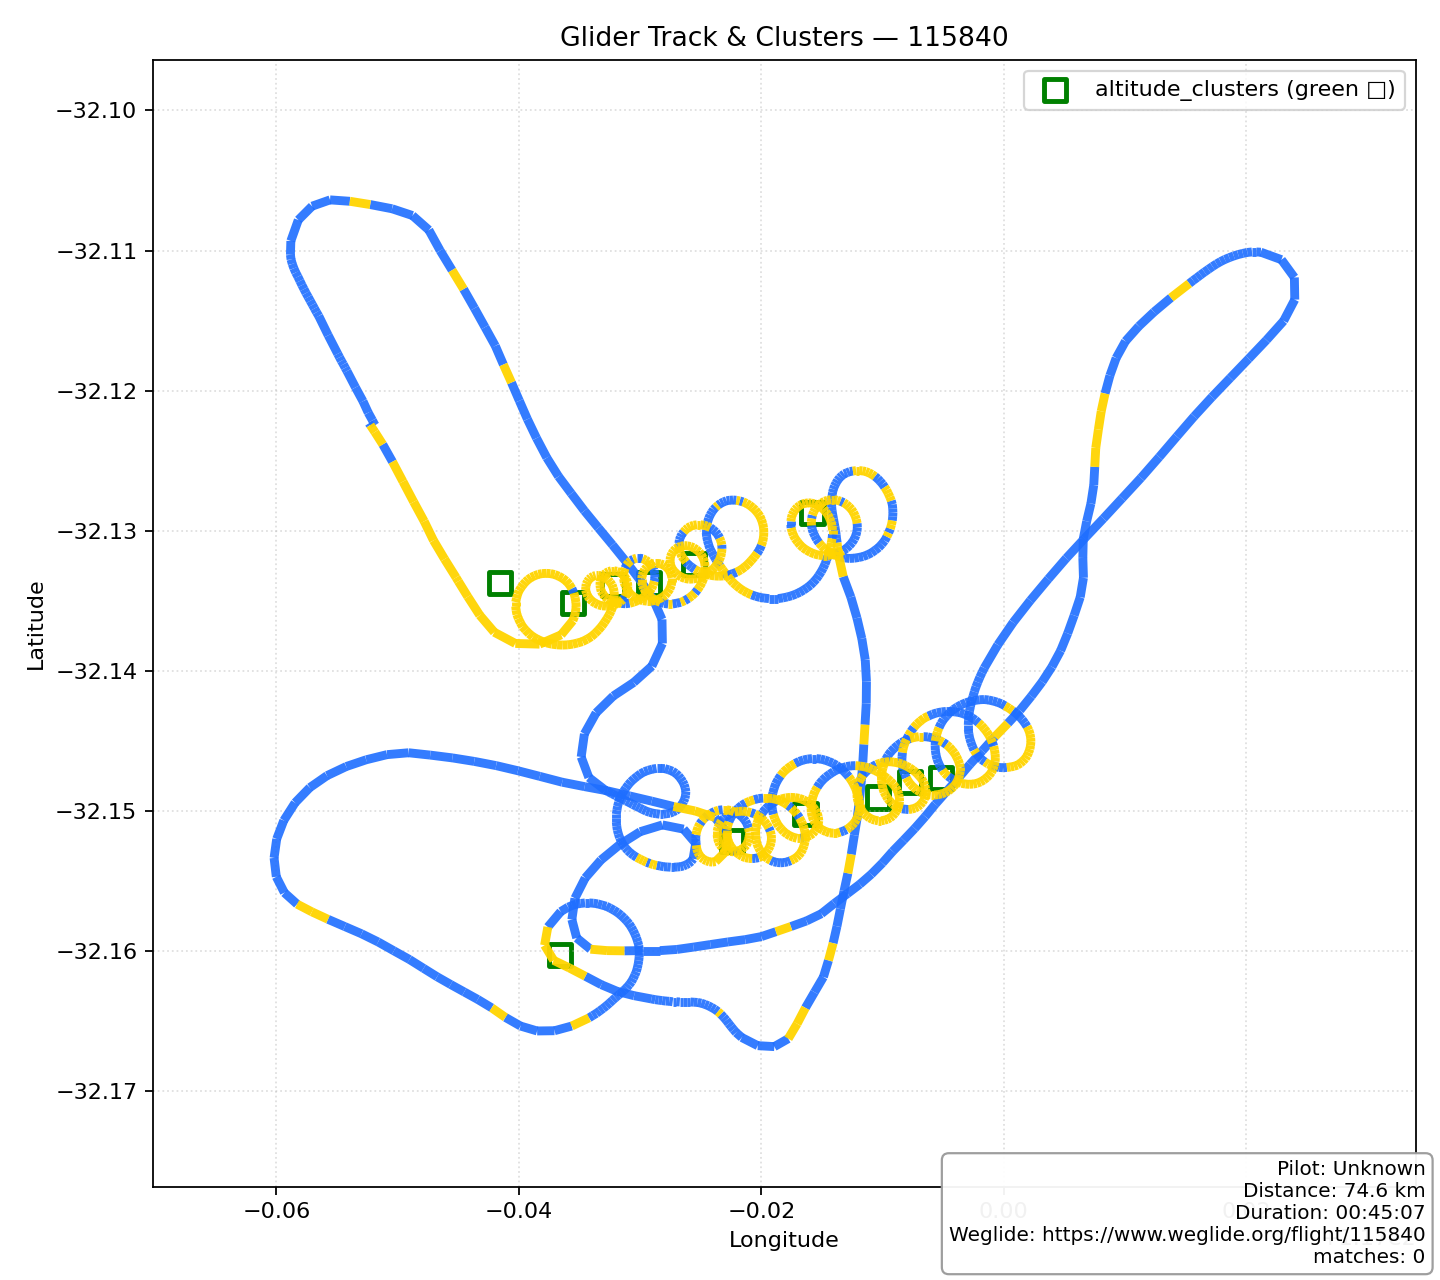 Glider Track & Clusters — 115840
altitude_clusters (green □)
−32.10
−32.11
−32.12
−32.13
−32.14
−32.15
−32.16
−32.17
Latitude
−0.06
−0.04
−0.02
0.00
Longitude
Pilot: Unknown
Distance: 74.6 km
Duration: 00:45:07
Weglide: https://www.weglide.org/flight/115840
matches: 0